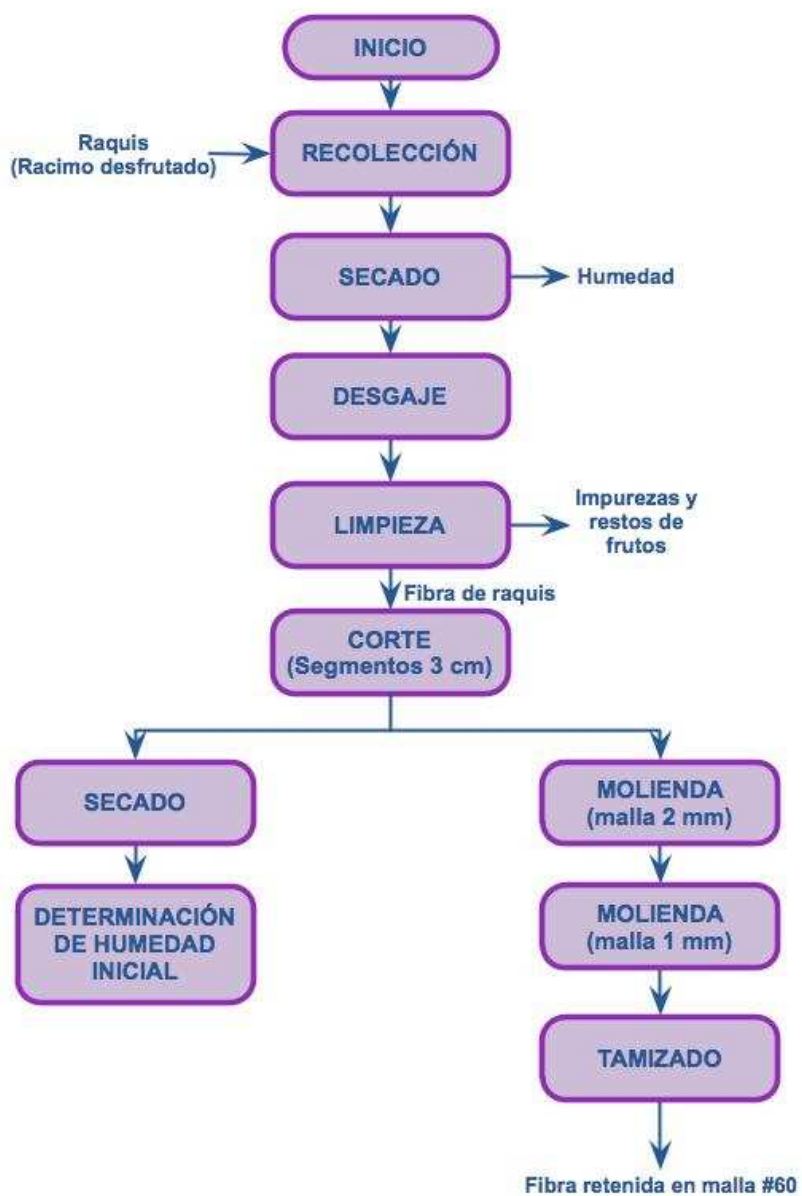 INICIO
Raquis
(Racimo desfrutado)
RECOLECCIÓN
SECADO
Humedad
DESGAJE
LIMPIEZA
Impurezas y
restos de
frutos
Fibra de raquis
CORTE
(Segmentos 3 cm)
SECADO
DETERMINACIÓN
DE HUMEDAD
INICIAL
MOLIENDA
(malla 2 mm)
MOLIENDA
(malla 1 mm)
TAMIZADO
Fibra retenida en malla #60